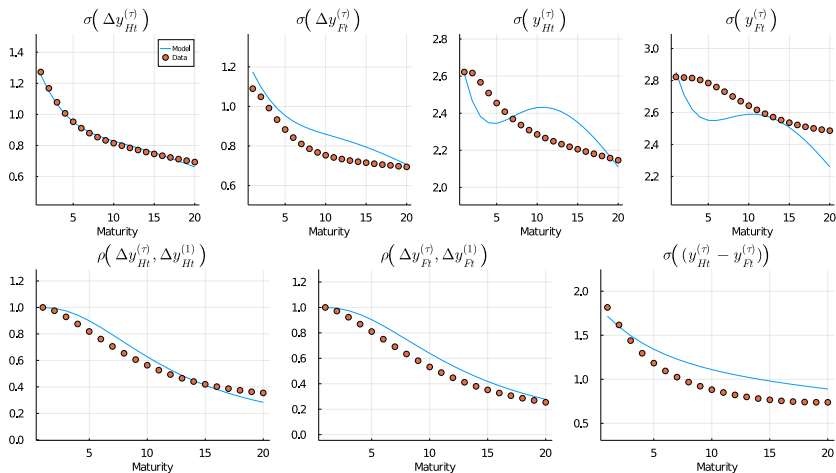 σ(Δy_{Ht}^{(τ)})
σ(Δy_{Ft}^{(τ)})
σ(y_{Ht}^{(τ)})
σ(y_{Ft}^{(τ)})
1.4
1.2
1.0
0.8
0.6
Model
Data
5 10 15 20
Maturity
1.2
1.0
0.8
0.6
5 10 15 20
Maturity
2.8
2.6
2.4
2.2
2.0
5 10 15 20
Maturity
3.0
2.8
2.6
2.4
2.2
5 10 15 20
Maturity
ρ(Δy_{Ht}^{(τ)}, Δy_{Ht}^{(1)})
ρ(Δy_{Ft}^{(τ)}, Δy_{Ft}^{(1)})
σ((y_{Ht}^{(τ)} − y_{Ft}^{(τ)}))
1.2
1.0
0.8
0.6
0.4
0.2
0.0
5 10 15 20
Maturity
1.2
1.0
0.8
0.6
0.4
0.2
0.0
5 10 15 20
Maturity
2.0
1.5
1.0
0.5
5 10 15 20
Maturity